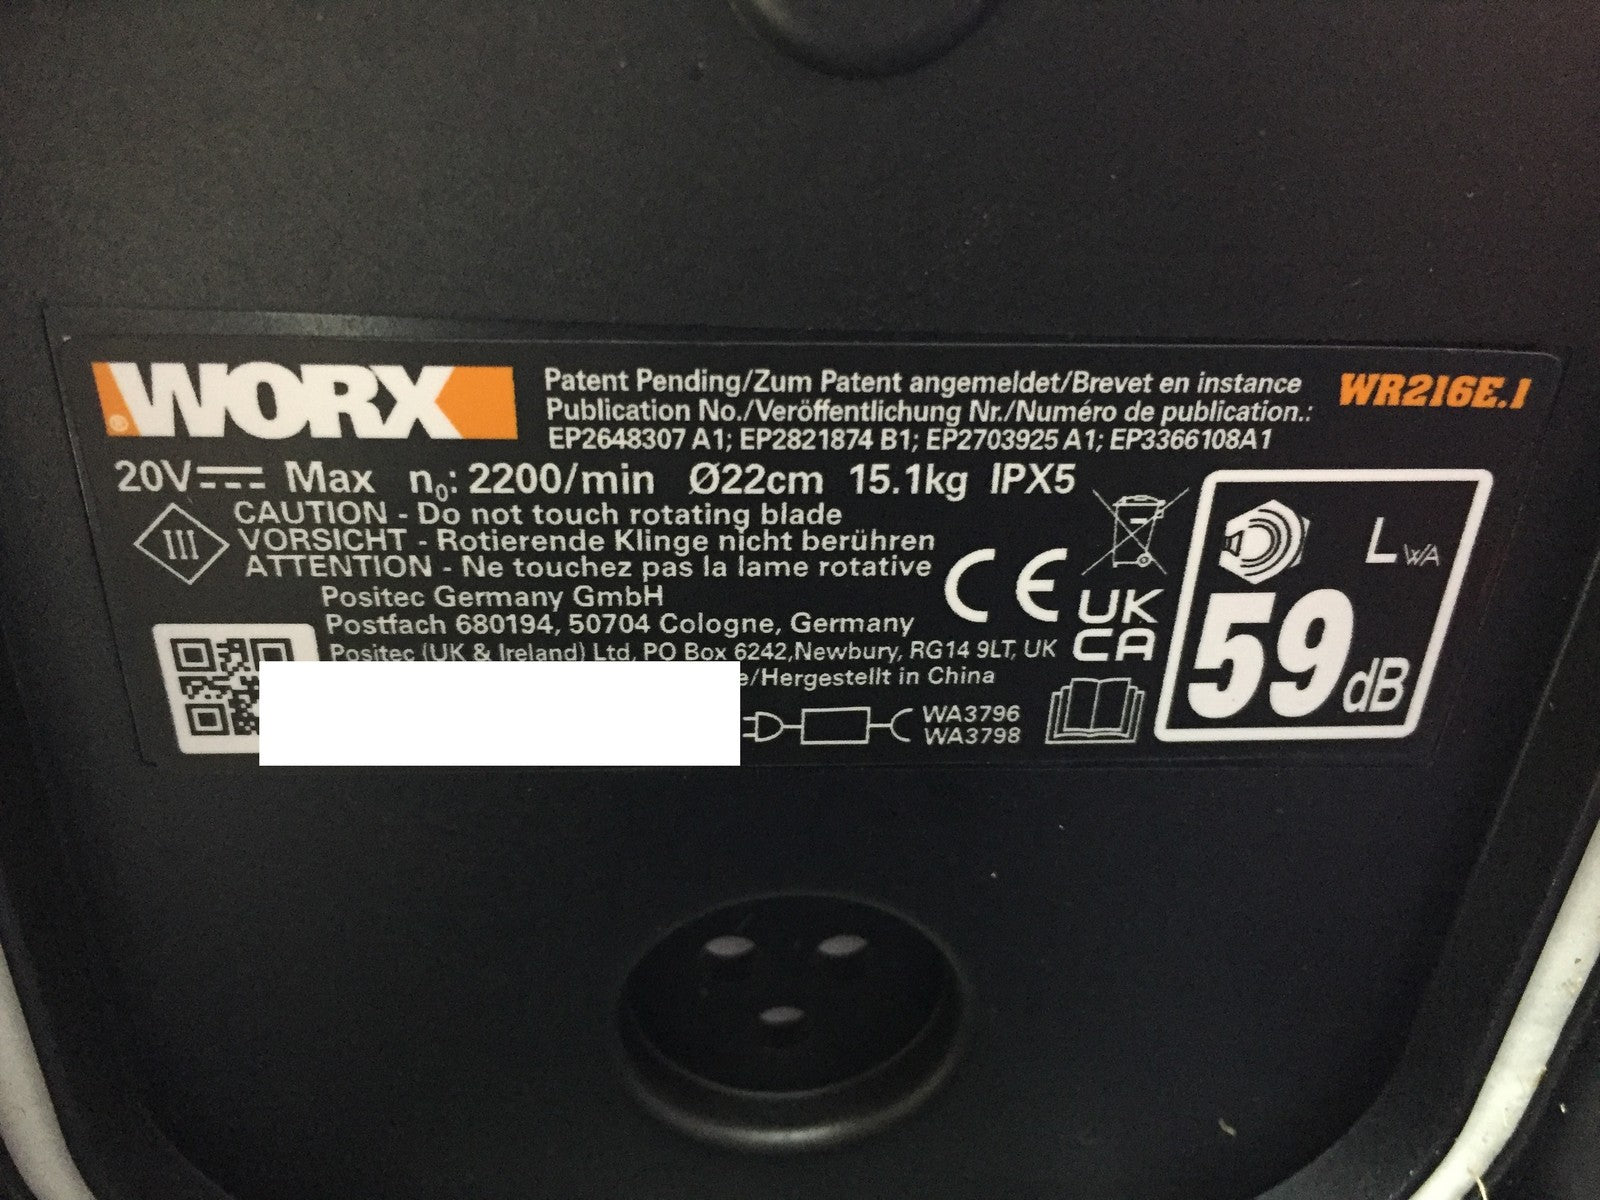 WORX®
Patent Pending/Zum Patent angemeldet/Brevet en instance
Publication No./Veröffentlichung Nr./Numéro de publication.:
EP2648307 A1; EP2821874 B1; EP2703925 A1; EP3366108A1
WR216E.1
20V Max n₀: 2200/min Ø22cm 15.1kg IPX5
III
CAUTION - Do not touch rotating blade
VORSICHT - Rotierende Klinge nicht berühren
ATTENTION - Ne touchez pas la lame rotative
Positec Germany GmbH
Postfach 680194, 50704 Cologne, Germany
Positec (UK & Ireland) Ltd, PO Box 6242,Newbury, RG14 9LT, UK
/Hergestellt in China
WA3796
WA3798
CE
UK
CA
LWA
59dB